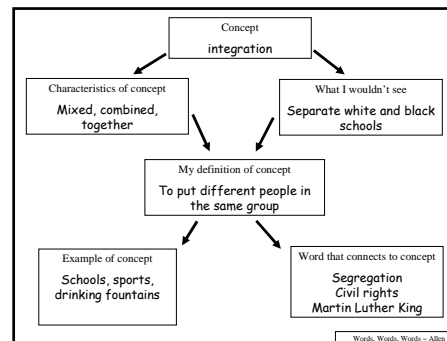 Concept
integration
Characteristics of concept
Mixed, combined,
together
What I wouldn't see
Separate white and black
schools
My definition of concept
To put different people in
the same group
Example of concept
Schools, sports,
drinking fountains
Word that connects to concept
Segregation
Civil rights
Martin Luther King
Words, Words, Words ~ Allen